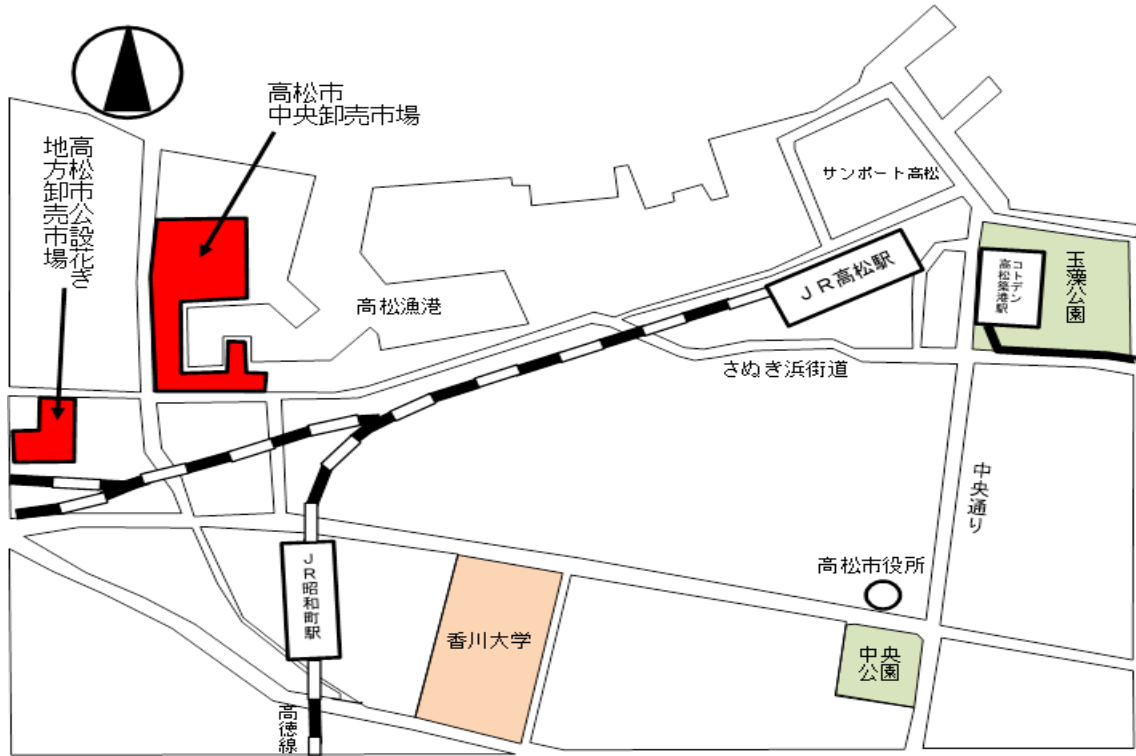 高松市
中央卸売市場
高松市公設花き
地方卸売市場
サンポート高松
JR高松駅
コトデン
高松築港駅
玉藻公園
高松漁港
さぬき浜街道
中央通り
高松市役所
JR昭和町駅
香川大学
中央
公園
高徳線